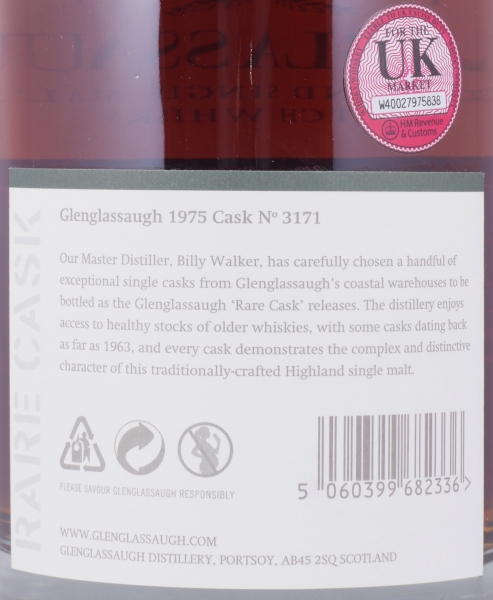 FOR THE
UK
MARKET
W40027975838
HM Revenue
& Customs
RARE CASK
Glenglassaugh 1975 Cask Nº 3171
Our Master Distiller, Billy Walker, has carefully chosen a handful of
exceptional single casks from Glenglassaugh's coastal warehouses to be
bottled as the Glenglassaugh 'Rare Cask' releases. The distillery enjoys
access to healthy stocks of older whiskies, with some casks dating back
as far as 1963, and every cask demonstrates the complex and distinctive
character of this traditionally-crafted Highland single malt.
PLEASE SAVOUR GLENGLASSAUGH RESPONSIBLY
5 060399 682336 >
WWW.GLENGLASSAUGH.COM
GLENGLASSAUGH DISTILLERY, PORTSOY, AB45 2SQ SCOTLAND